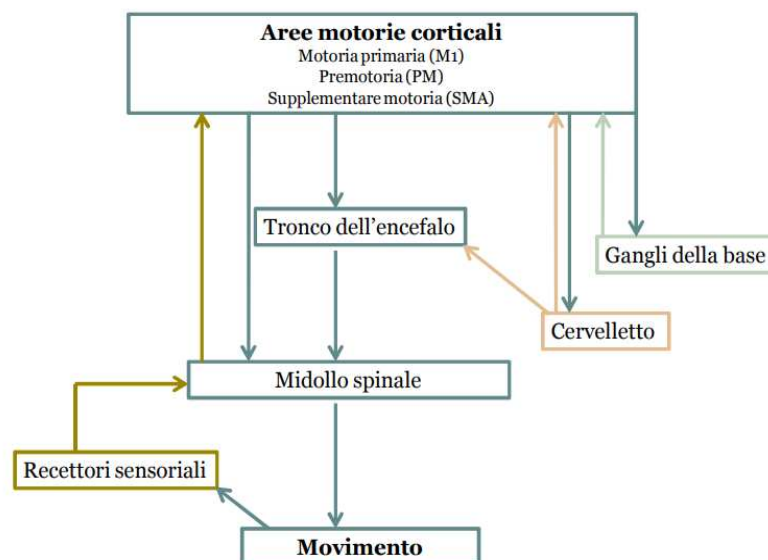 Aree motorie corticali
Motoria primaria (M1)
Premotoria (PM)
Supplementare motoria (SMA)
Tronco dell’encefalo
Gangli della base
Cervelletto
Midollo spinale
Recettori sensoriali
Movimento